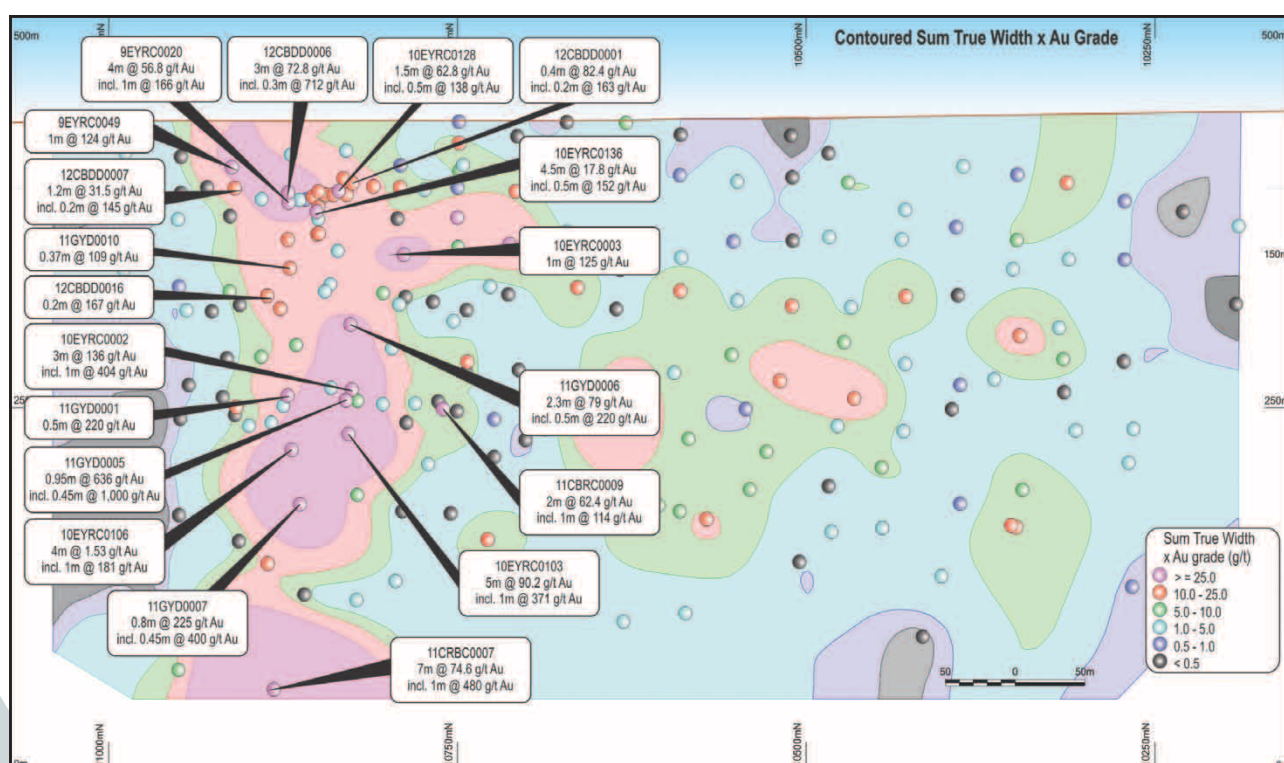 500m
10500mN
10250mN
500m
Contoured Sum True Width x Au Grade
9EYRC0020
4m @ 56.8 g/t Au
incl. 1m @ 166 g/t Au
12CBDD0006
3m @ 72.8 g/t Au
incl. 0.3m @ 712 g/t Au
10EYRC0128
1.5m @ 62.8 g/t Au
incl. 0.5m @ 138 g/t Au
12CBDD0001
0.4m @ 82.4 g/t Au
incl. 0.2m @ 163 g/t Au
9EYRC0049
1m @ 124 g/t Au
10EYRC0136
4.5m @ 17.8 g/t Au
incl. 0.5m @ 152 g/t Au
12CBDD0007
1.2m @ 31.5 g/t Au
incl. 0.2m @ 145 g/t Au
11GYD0010
0.37m @ 109 g/t Au
10EYRC0003
1m @ 125 g/t Au
150m
12CBDD0016
0.2m @ 167 g/t Au
10EYRC0002
3m @ 136 g/t Au
incl. 1m @ 404 g/t Au
11GYD0006
2.3m @ 79 g/t Au
incl. 0.5m @ 220 g/t Au
11GYD0001
0.5m @ 220 g/t Au
11GYD0005
0.95m @ 636 g/t Au
incl. 0.45m @ 1,000 g/t Au
11CBRC0009
2m @ 62.4 g/t Au
incl. 1m @ 114 g/t Au
10EYRC0106
4m @ 1.53 g/t Au
incl. 1m @ 181 g/t Au
10EYRC0103
5m @ 90.2 g/t Au
incl. 1m @ 371 g/t Au
11GYD0007
0.8m @ 225 g/t Au
incl. 0.45m @ 400 g/t Au
11CRBC0007
7m @ 74.6 g/t Au
incl. 1m @ 480 g/t Au
Sum True Width
x Au grade (g/t)
> = 25.0
10.0 - 25.0
5.0 - 10.0
1.0 - 5.0
0.5 - 1.0
< 0.5
50 0 50m
11000mN
10750mN
10500mN
10250mN